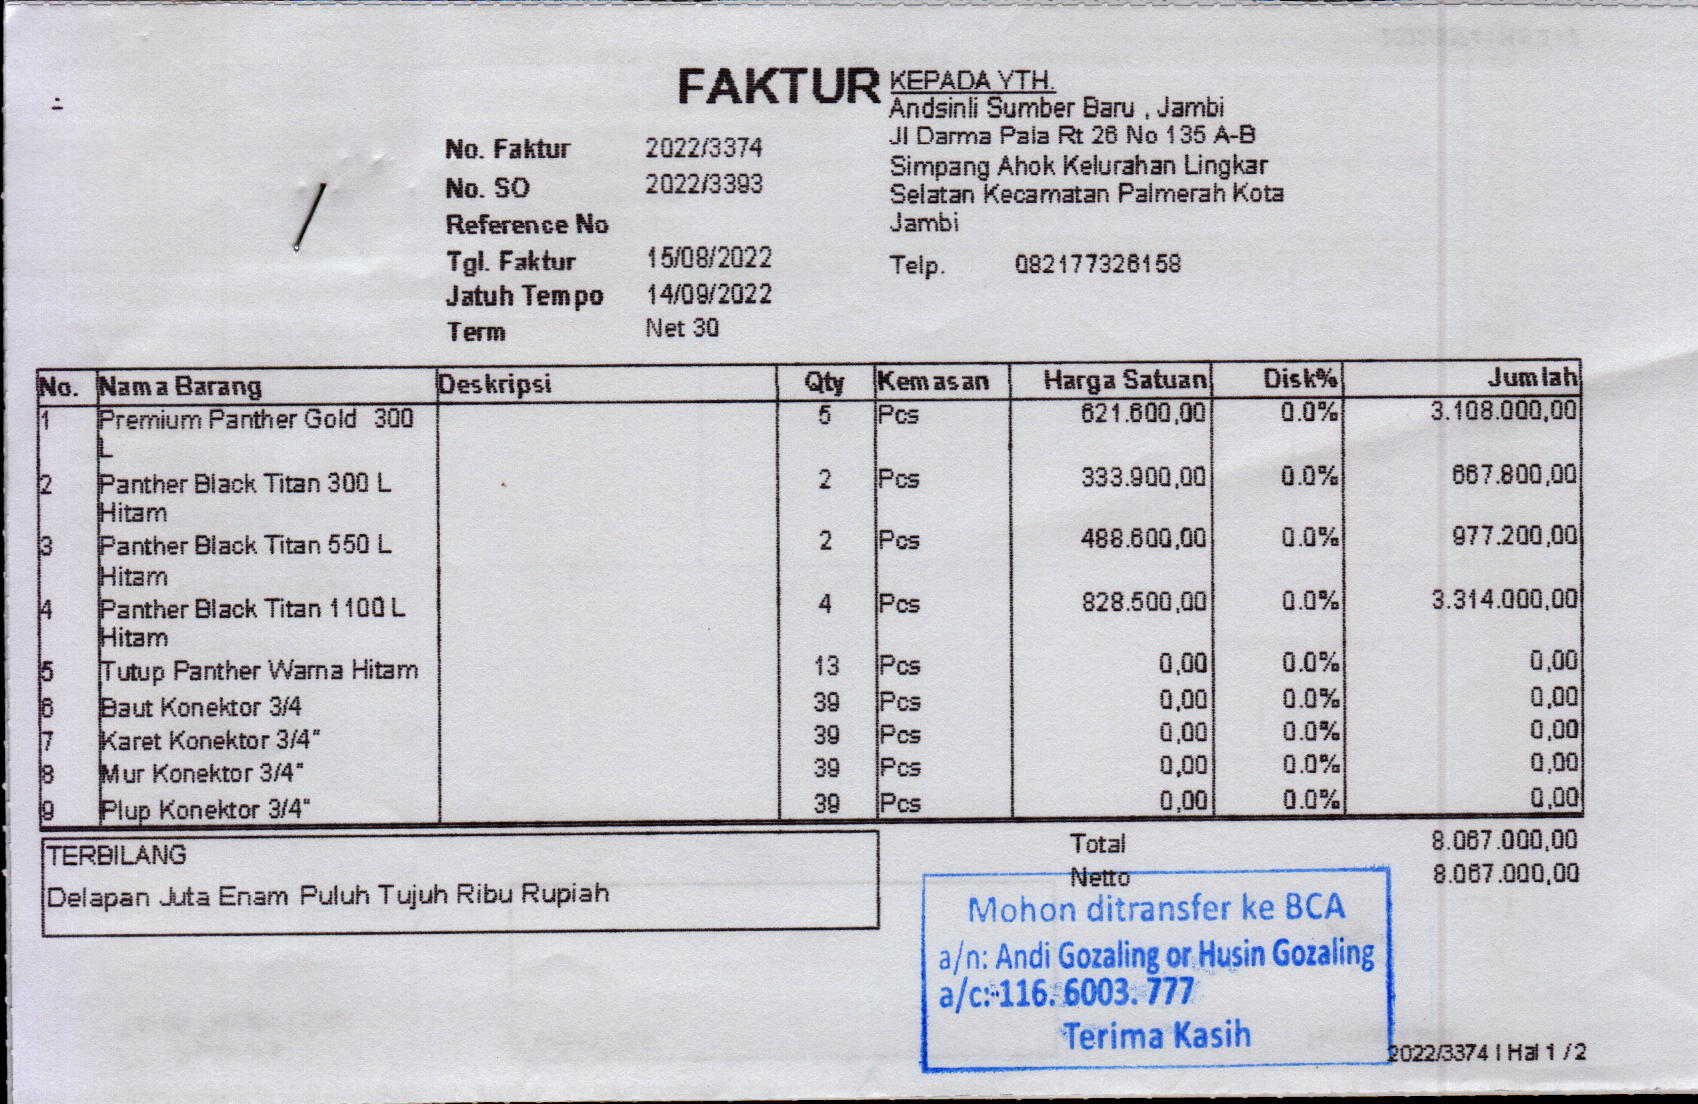 FAKTUR
KEPADA YTH.
Andsinli Sumber Baru , Jambi
Jl Darma Pala Rt 26 No 135 A-B
Simpang Ahok Kelurahan Lingkar
Selatan Kecamatan Palmerah Kota
Jambi
Telp. 082177326158
No. Faktur 2022/3374
No. SO 2022/3393
Reference No
Tgl. Faktur 15/08/2022
Jatuh Tempo 14/09/2022
Term Net 30
No. Nama Barang Deskripsi Qty Kemasan Harga Satuan Disk% Jumlah
1 Premium Panther Gold 300 5 Pcs 621.600,00 0.0% 3.108.000,00
L
2 Panther Black Titan 300 L 2 Pcs 333.900,00 0.0% 667.800,00
Hitam
3 Panther Black Titan 550 L 2 Pcs 488.600,00 0.0% 977.200,00
Hitam
4 Panther Black Titan 1100 L 4 Pcs 828.500,00 0.0% 3.314.000,00
Hitam
5 Tutup Panther Warna Hitam 13 Pcs 0,00 0.0% 0,00
6 Baut Konektor 3/4 39 Pcs 0,00 0.0% 0,00
7 Karet Konektor 3/4" 39 Pcs 0,00 0.0% 0,00
8 Mur Konektor 3/4" 39 Pcs 0,00 0.0% 0,00
9 Plup Konektor 3/4" 39 Pcs 0,00 0.0% 0,00
TERBILANG
Delapan Juta Enam Puluh Tujuh Ribu Rupiah
Total 8.067.000,00
Netto 8.067.000,00
Mohon ditransfer ke BCA
a/n: Andi Gozaling or Husin Gozaling
a/c: 116. 6003. 777
Terima Kasih
2022/3374 | Hal 1 / 2